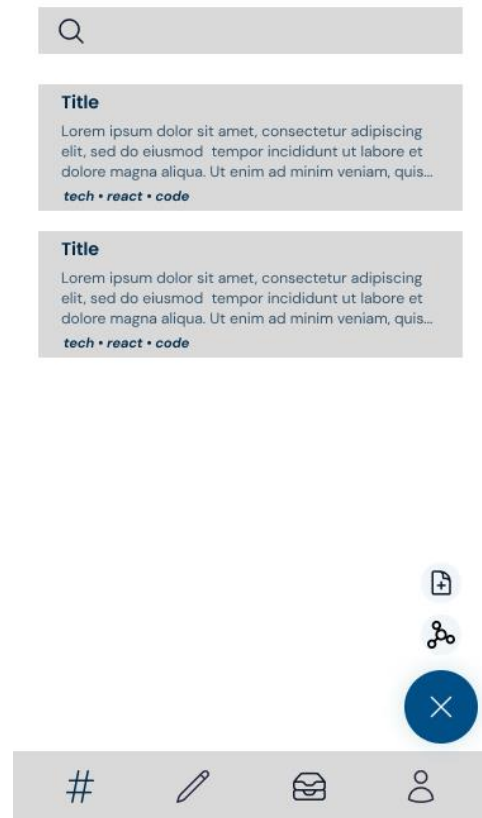 Title
Lorem ipsum dolor sit amet, consectetur adipiscing
elit, sed do eiusmod  tempor incididunt ut labore et
dolore magna aliqua. Ut enim ad minim veniam, quis...
tech • react • code
Title
Lorem ipsum dolor sit amet, consectetur adipiscing
elit, sed do eiusmod  tempor incididunt ut labore et
dolore magna aliqua. Ut enim ad minim veniam, quis...
tech • react • code
#